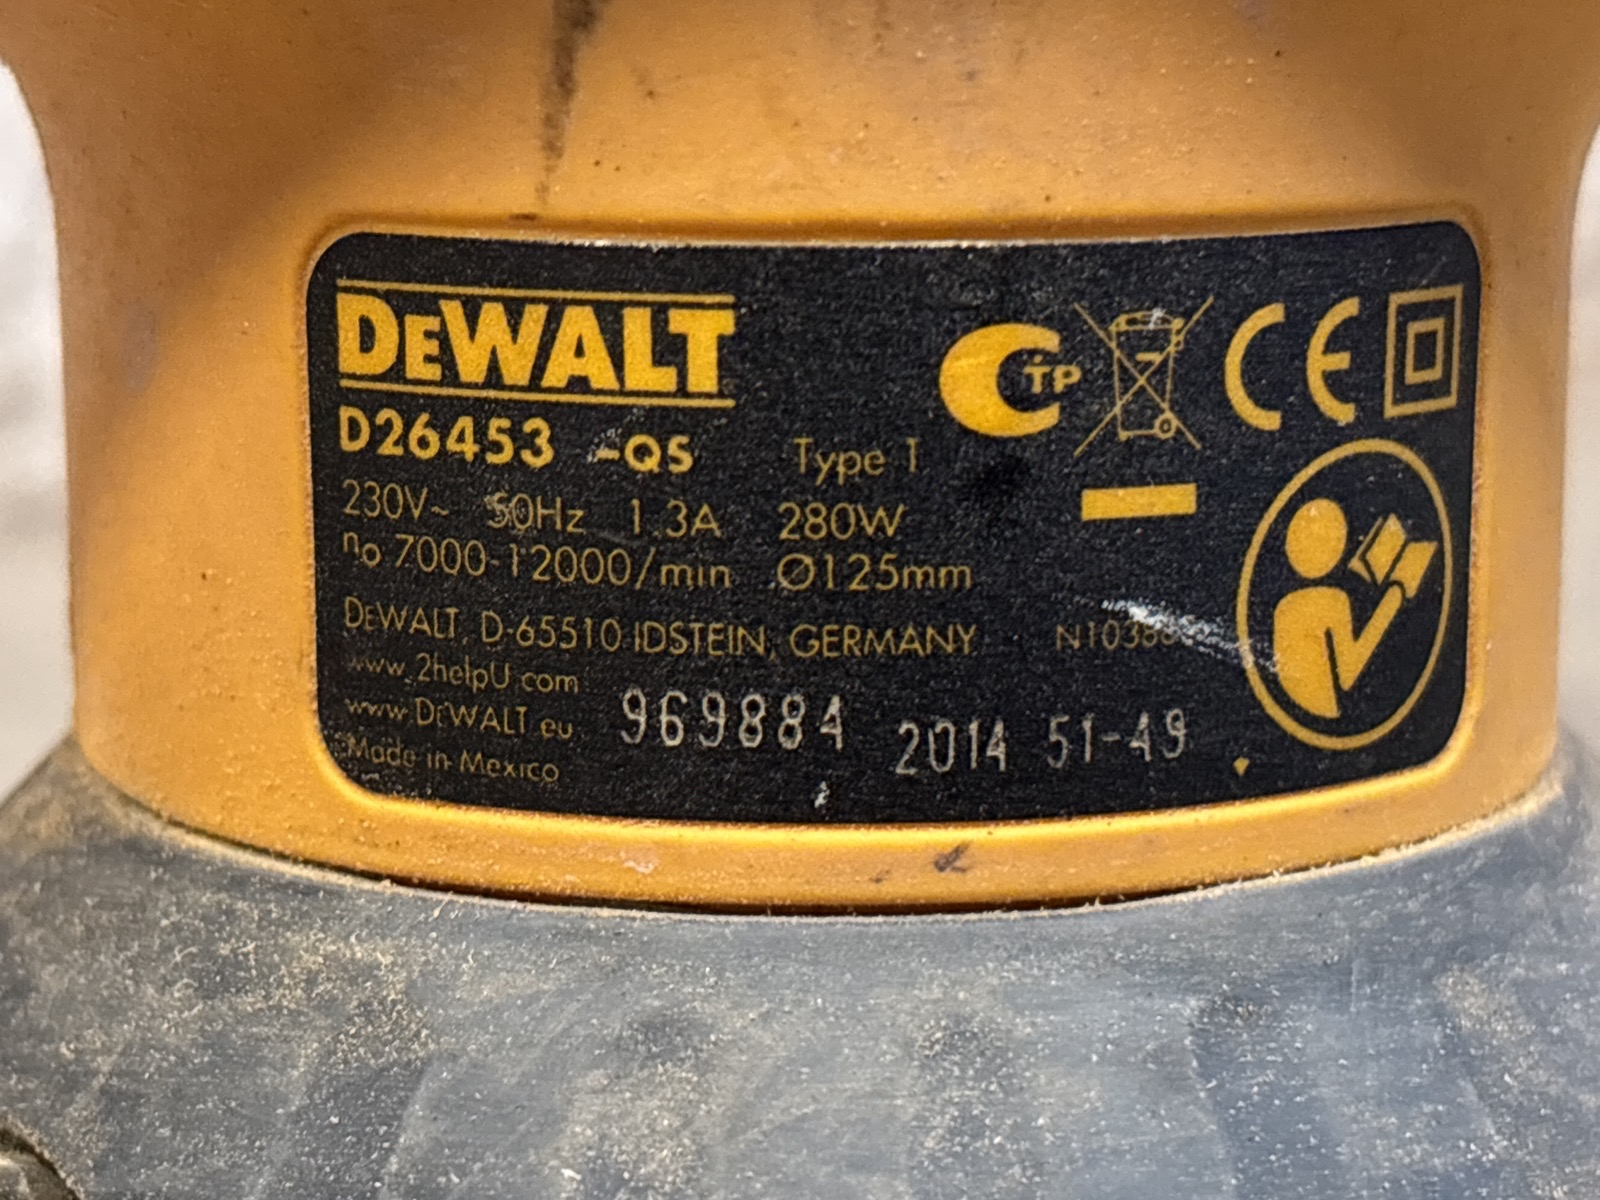 DEWALT
D26453 -QS Type 1
230V~ 50Hz 1.3A 280W
no 7000-12000/min Ø125mm
DEWALT, D-65510 IDSTEIN, GERMANY
www.2helpU.com
www.DEWALT.eu
Made in Mexico
969884 2014 51-49
CTP
CE